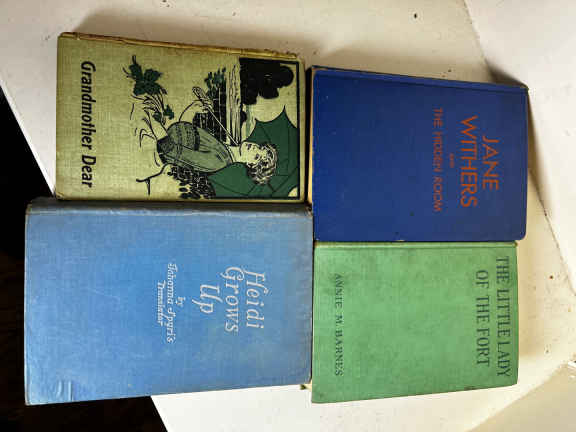 Grandmother Dear
JANE
WITHERS
AND
THE HIDDEN ROOM
Heidi
Grows
Up
by
Johanna Spyri's
Translator
THE LITTLE LADY
OF THE FORT
ANNIE M. BARNES